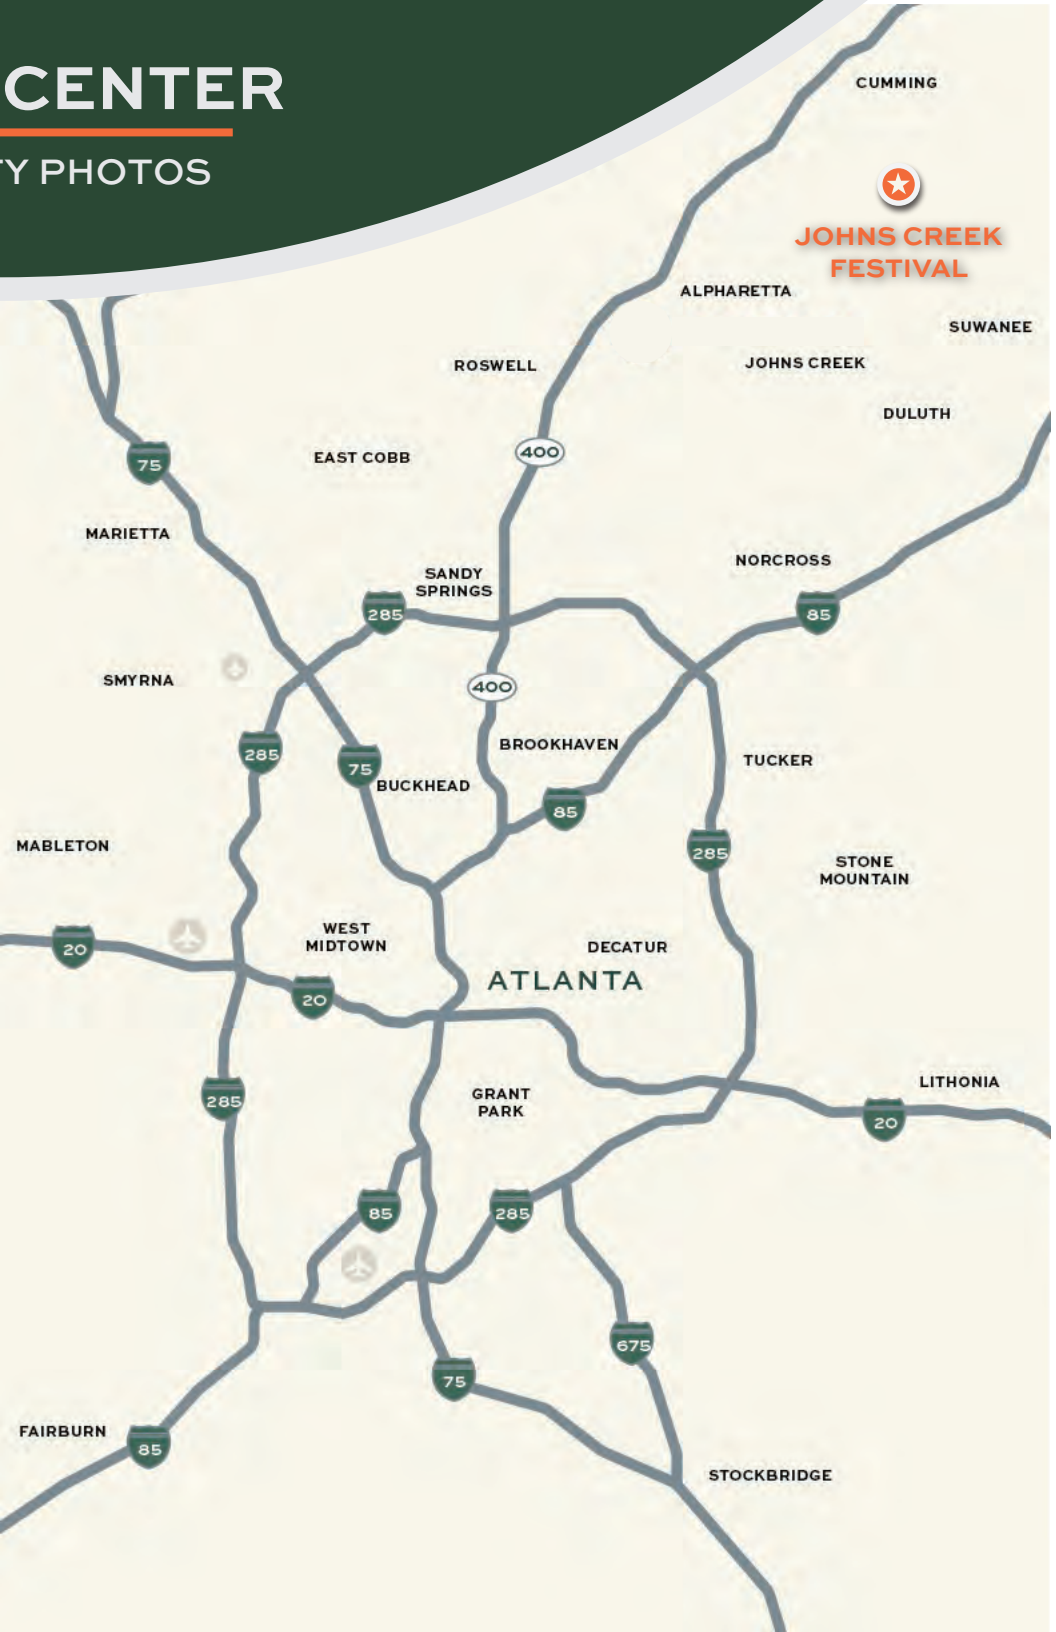 CENTER
TY PHOTOS
CUMMING
JOHNS CREEK
FESTIVAL
ALPHARETTA
SUWANEE
ROSWELL
JOHNS CREEK
DULUTH
400
EAST COBB
75
MARIETTA
NORCROSS
SANDY
SPRINGS
285
85
SMYRNA
400
BROOKHAVEN
285
75
TUCKER
BUCKHEAD
85
MABLETON
285
STONE
MOUNTAIN
WEST
MIDTOWN
20
DECATUR
ATLANTA
20
LITHONIA
285
GRANT
PARK
20
85
285
675
75
FAIRBURN
85
STOCKBRIDGE